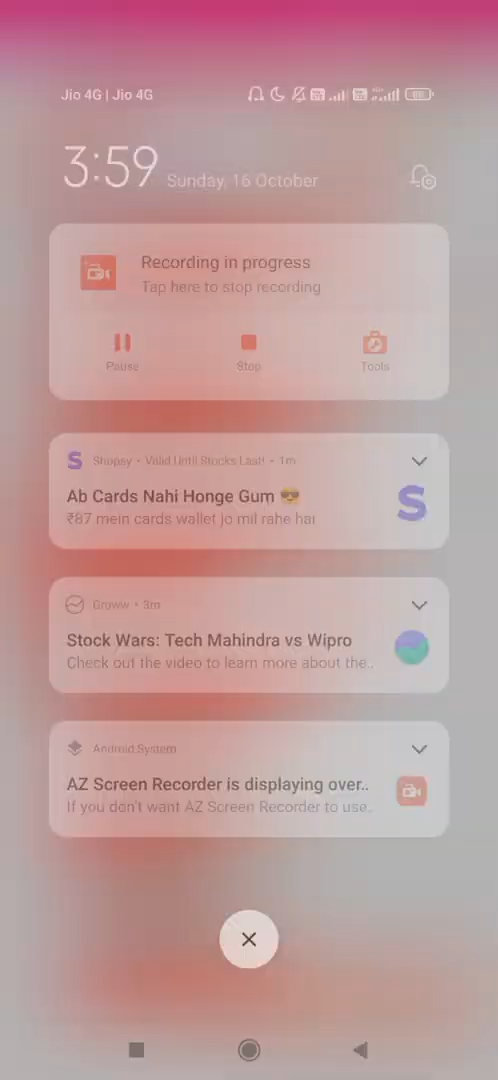 Jio 4G | Jio 4G
3:59 Sunday, 16 October
Recording in progress
Tap here to stop recording
Pause Stop Tools
Shopsy • Valid Until Stocks Last! • 1m
Ab Cards Nahi Honge Gum 😎
₹87 mein cards wallet jo mil rahe hai
Groww • 3m
Stock Wars: Tech Mahindra vs Wipro
Check out the video to learn more about the..
Android System
AZ Screen Recorder is displaying over..
If you don't want AZ Screen Recorder to use..